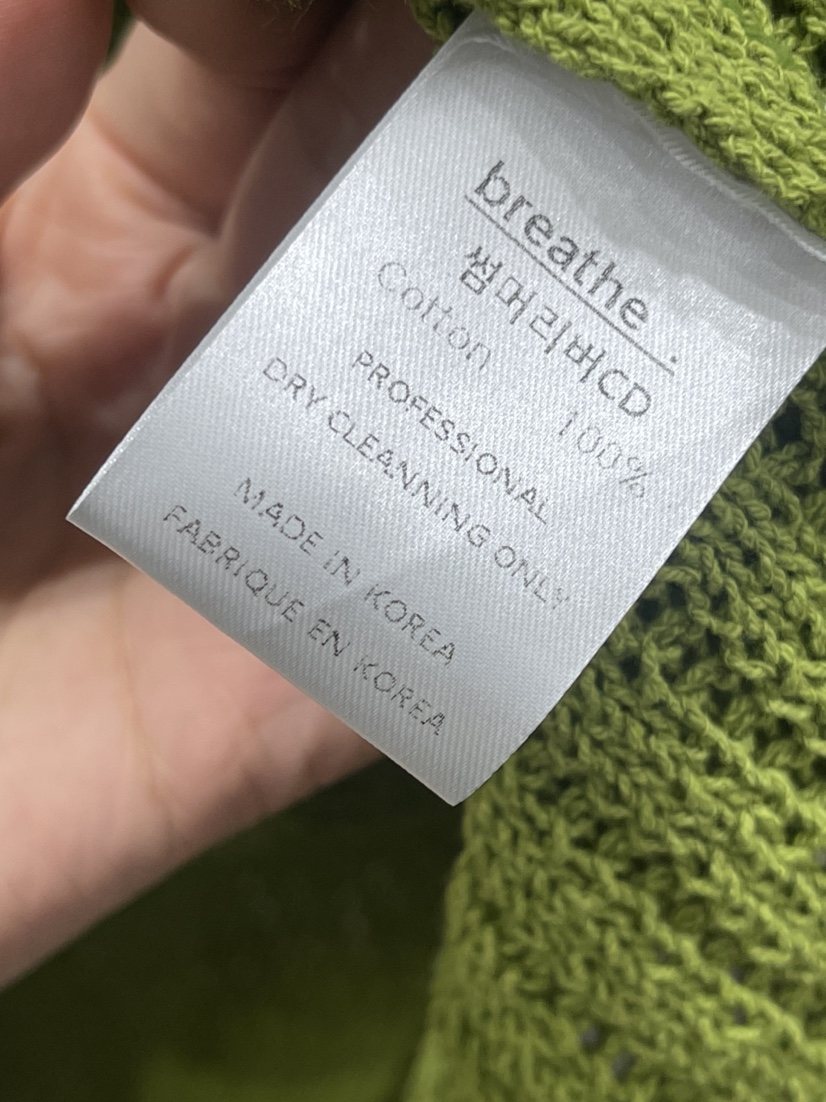 breathe .
썸머리버CD
Cotton 100%
PROFESSIONAL
DRY CLEANNING ONLY
MADE IN KOREA
FABRIQUE EN KOREA